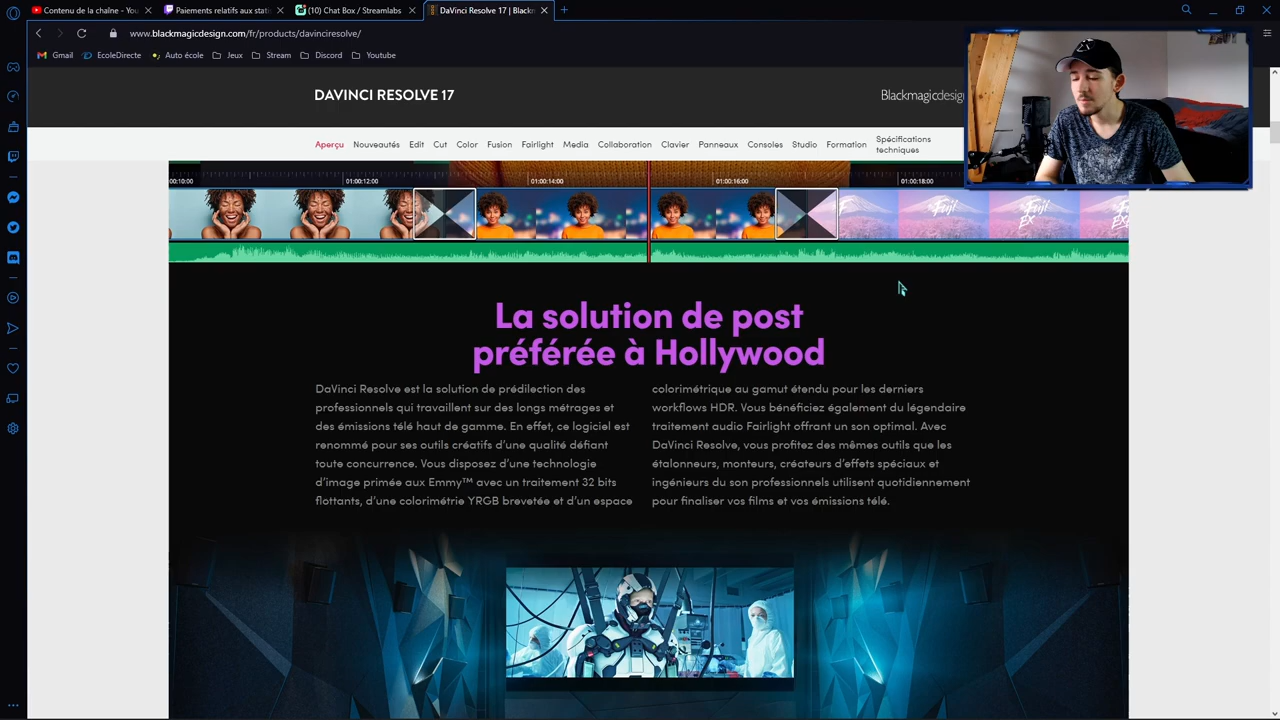 Contenu de la chaîne - You
Paiements relatifs aux stat
(10) Chat Box / Streamlabs
DaVinci Resolve 17 | Black
www.blackmagicdesign.com/fr/products/davinciresolve/
Gmail
EcoleDirecte
Auto école
Jeux
Stream
Discord
Youtube
DAVINCI RESOLVE 17
Blackmagicdesig
Aperçu
Nouveautés
Edit
Cut
Color
Fusion
Fairlight
Media
Collaboration
Clavier
Panneaux
Consoles
Studio
Formation
Spécifications
techniques
00:10:00
01:00:12:00
01:00:14:00
01:00:16:00
01:00:18:00
La solution de post
préférée à Hollywood
DaVinci Resolve est la solution de prédilection des
professionnels qui travaillent sur des longs métrages et
des émissions télé haut de gamme. En effet, ce logiciel est
renommé pour ses outils créatifs d'une qualité défiant
toute concurrence. Vous disposez d'une technologie
d'image primée aux Emmy™ avec un traitement 32 bits
flottants, d'une colorimétrie YRGB brevetée et d'un espace
colorimétrique au gamut étendu pour les derniers
workflows HDR. Vous bénéficiez également du légendaire
traitement audio Fairlight offrant un son optimal. Avec
DaVinci Resolve, vous profitez des mêmes outils que les
étalonneurs, monteurs, créateurs d'effets spéciaux et
ingénieurs du son professionnels utilisent quotidiennement
pour finaliser vos films et vos émissions télé.